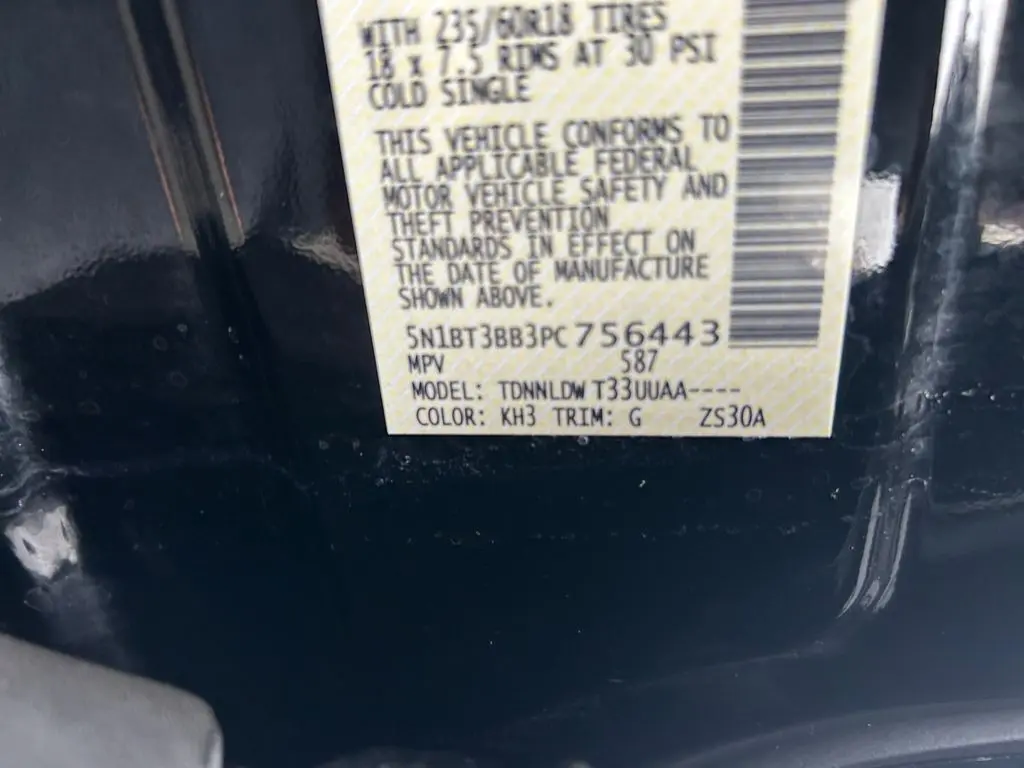 WITH 235/60R18 TIRES
18 x 7.5 RIMS AT 30 PSI
COLD SINGLE
THIS VEHICLE CONFORMS TO
ALL APPLICABLE FEDERAL
MOTOR VEHICLE SAFETY AND
THEFT PREVENTION
STANDARDS IN EFFECT ON
THE DATE OF MANUFACTURE
SHOWN ABOVE.
5N1BT3BB3PC756443
MPV 587
MODEL: TDNNLDW T33UUAA----
COLOR: KH3 TRIM: G ZS30A